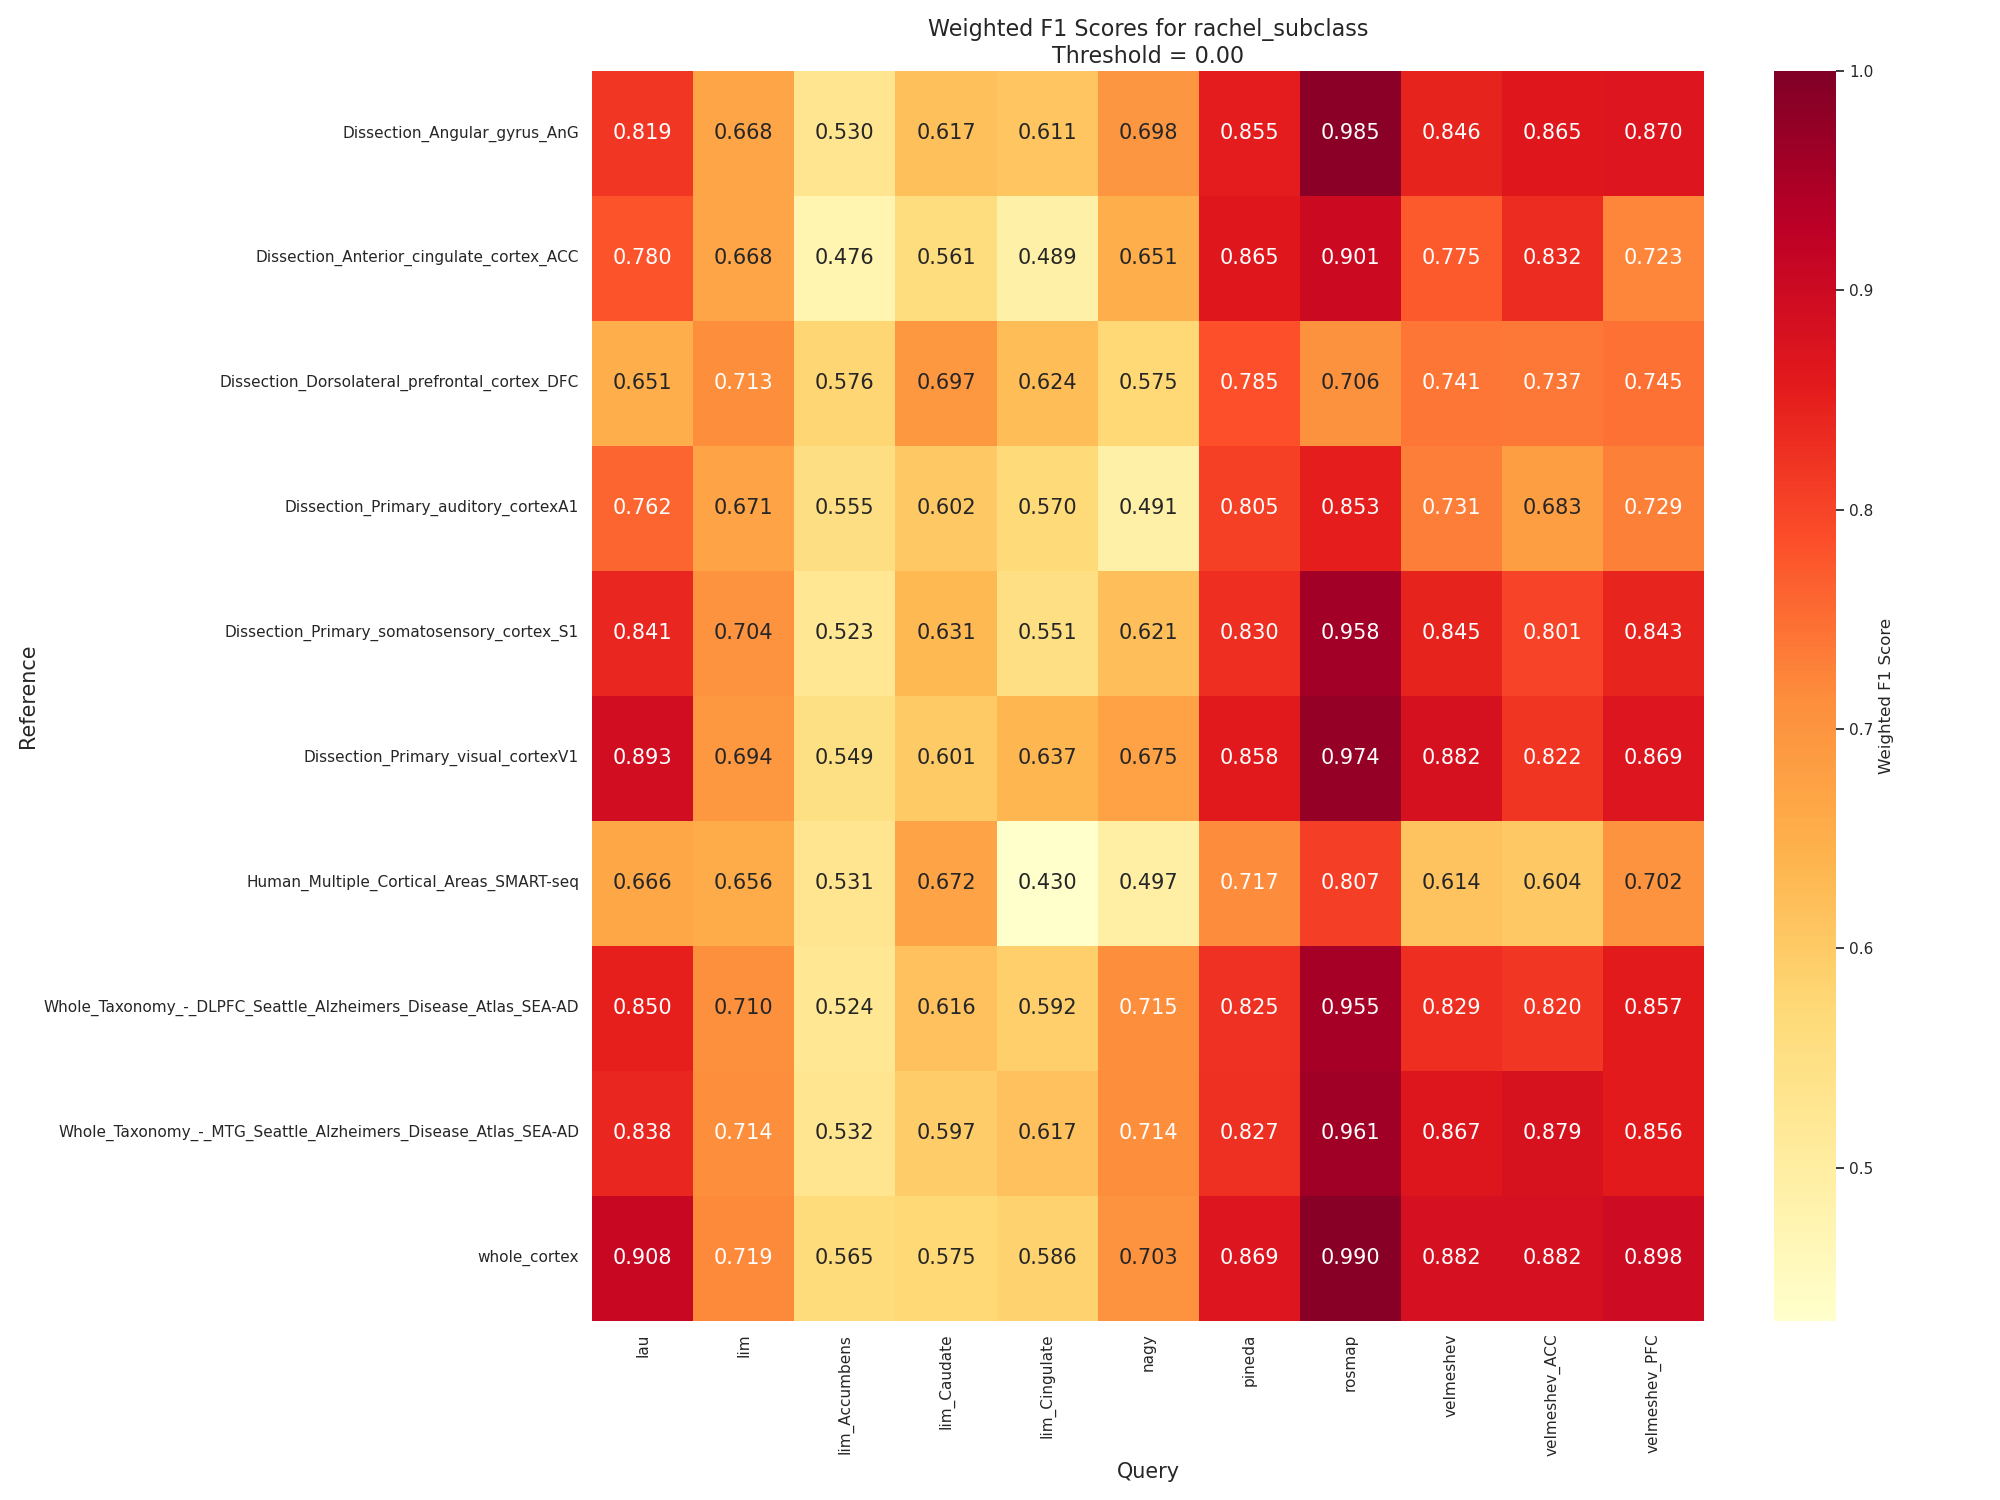 Weighted F1 Scores for rachel_subclass
Threshold = 0.00
Reference
Dissection_Angular_gyrus_AnG 0.819 0.668 0.530 0.617 0.611 0.698 0.855 0.985 0.846 0.865 0.870
Dissection_Anterior_cingulate_cortex_ACC 0.780 0.668 0.476 0.561 0.489 0.651 0.865 0.901 0.775 0.832 0.723
Dissection_Dorsolateral_prefrontal_cortex_DFC 0.651 0.713 0.576 0.697 0.624 0.575 0.785 0.706 0.741 0.737 0.745
Dissection_Primary_auditory_cortexA1 0.762 0.671 0.555 0.602 0.570 0.491 0.805 0.853 0.731 0.683 0.729
Dissection_Primary_somatosensory_cortex_S1 0.841 0.704 0.523 0.631 0.551 0.621 0.830 0.958 0.845 0.801 0.843
Dissection_Primary_visual_cortexV1 0.893 0.694 0.549 0.601 0.637 0.675 0.858 0.974 0.882 0.822 0.869
Human_Multiple_Cortical_Areas_SMART-seq 0.666 0.656 0.531 0.672 0.430 0.497 0.717 0.807 0.614 0.604 0.702
Whole_Taxonomy_-_DLPFC_Seattle_Alzheimers_Disease_Atlas_SEA-AD 0.850 0.710 0.524 0.616 0.592 0.715 0.825 0.955 0.829 0.820 0.857
Whole_Taxonomy_-_MTG_Seattle_Alzheimers_Disease_Atlas_SEA-AD 0.838 0.714 0.532 0.597 0.617 0.714 0.827 0.961 0.867 0.879 0.856
whole_cortex 0.908 0.719 0.565 0.575 0.586 0.703 0.869 0.990 0.882 0.882 0.898
lau
lim
lim_Accumbens
lim_Caudate
lim_Cingulate
nagy
pineda
rosmap
velmeshev
velmeshev_ACC
velmeshev_PFC
Query
1.0
0.9
0.8
0.7
0.6
0.5
Weighted F1 Score